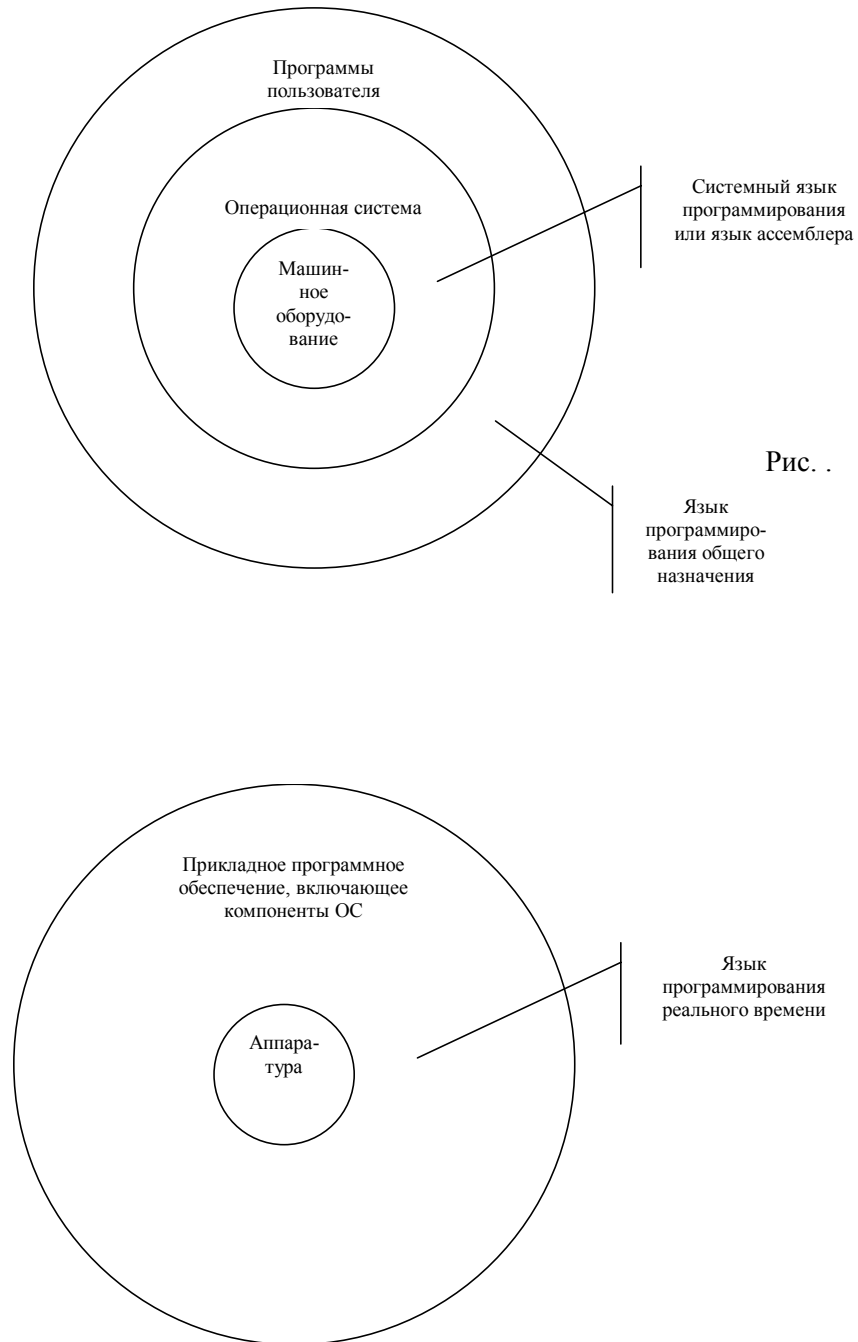 Программы
пользователя
Операционная система
Машин-
ное
оборудо-
вание
Системный язык
программирования
или язык ассемблера
Рис. .
Язык
программиро-
вания общего
назначения
Прикладное программное
обеспечение, включающее
компоненты ОС
Аппара-
тура
Язык
программирования
реального времени